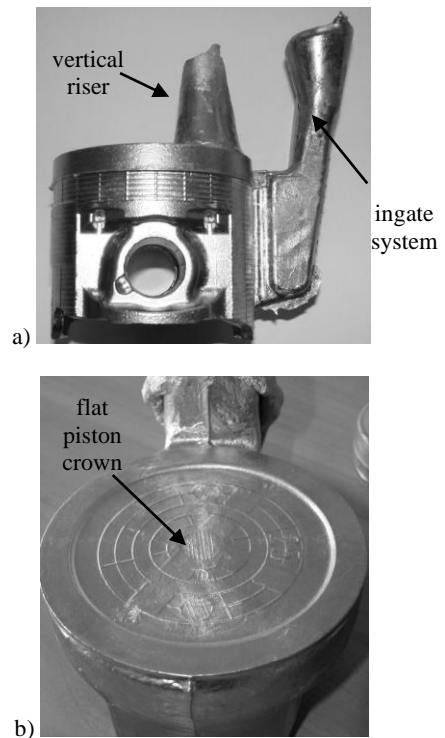 vertical
riser
ingate
system
a)
flat
piston
crown
b)